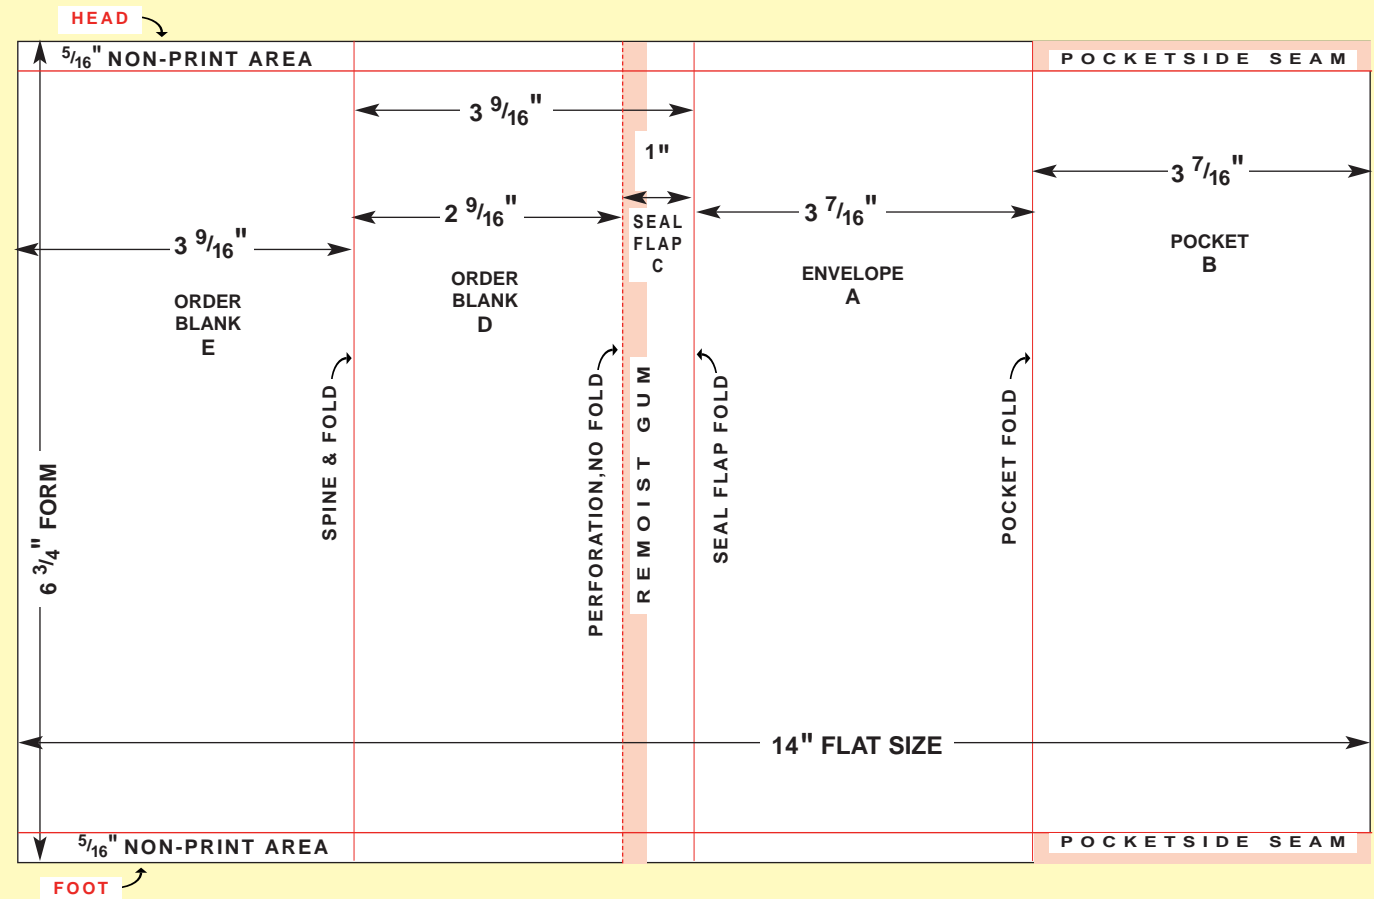 HEAD
5/16" NON-PRINT AREA
POCKETSIDE SEAM
3 9/16"
1"
3 7/16"
2 9/16"
3 7/16"
3 9/16"
SEAL
FLAP
C
POCKET
B
ENVELOPE
A
ORDER
BLANK
D
ORDER
BLANK
E
SPINE & FOLD
PERFORATION,NO FOLD
REMOIST GUM
SEAL FLAP FOLD
POCKET FOLD
6 3/4" FORM
14" FLAT SIZE
5/16" NON-PRINT AREA
POCKETSIDE SEAM
FOOT